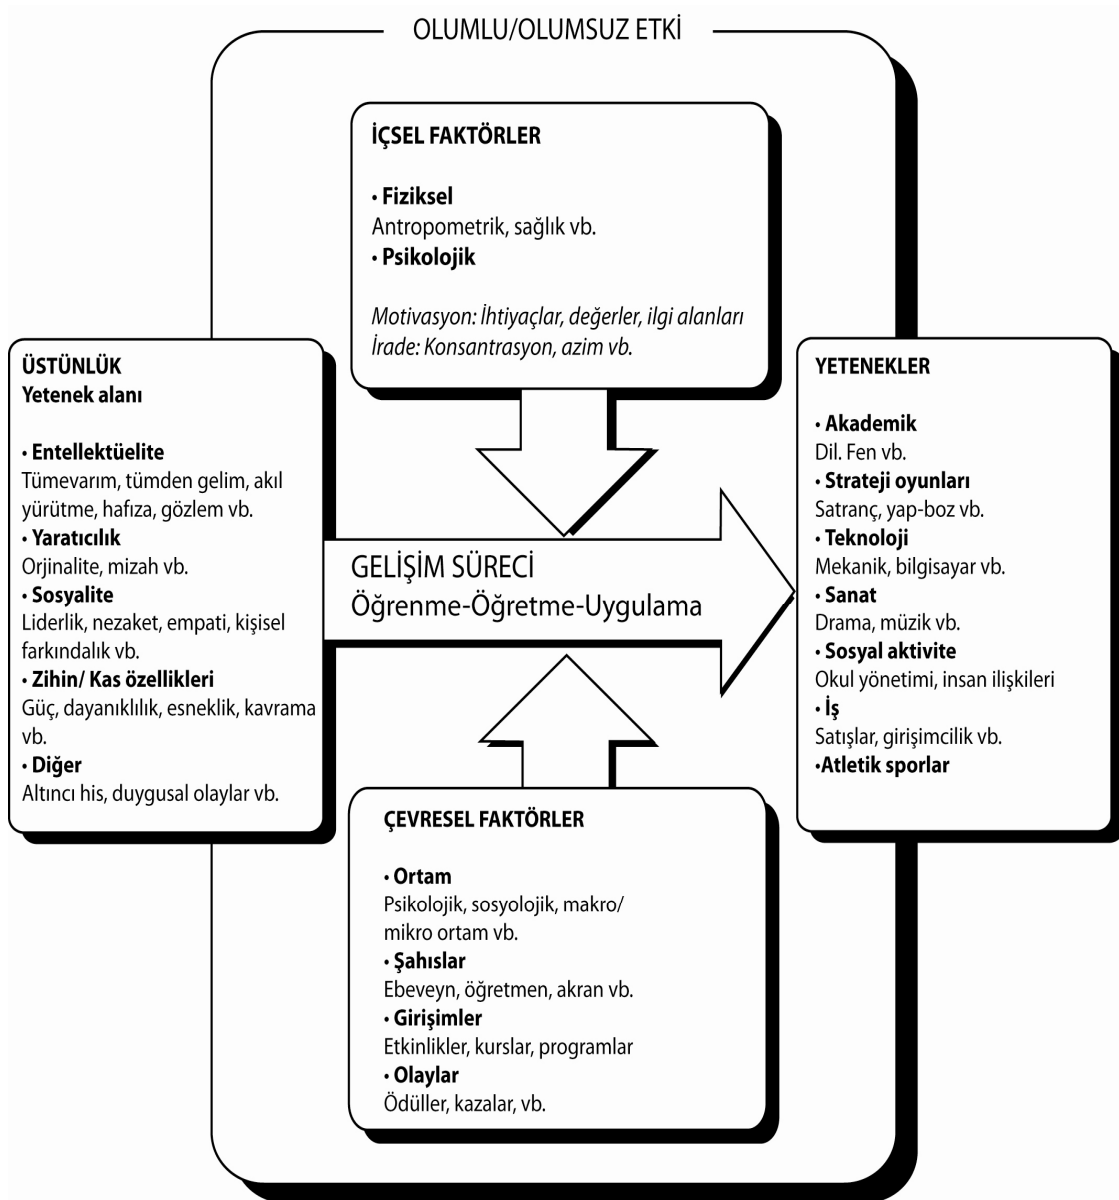 OLUMLU/OLUMSUZ ETKİ
İÇSEL FAKTÖRLER
• Fiziksel
Antropometrik, sağlık vb.
• Psikolojik
Motivasyon: İhtiyaçlar, değerler, ilgi alanları
İrade: Konsantrasyon, azim vb.
ÜSTÜNLÜK
Yetenek alanı
• Entellektüelite
Tümevarım, tümden gelim, akıl
yürütme, hafıza, gözlem vb.
• Yaratıcılık
Orjinalite, mizah vb.
• Sosyalite
Liderlik, nezaket, empati, kişisel
farkındalık vb.
• Zihin/ Kas özellikleri
Güç, dayanıklılık, esneklik, kavrama
vb.
• Diğer
Altıncı his, duygusal olaylar vb.
GELİŞİM SÜRECİ
Öğrenme-Öğretme-Uygulama
YETENEKLER
• Akademik
Dil. Fen vb.
• Strateji oyunları
Satranç, yap-boz vb.
• Teknoloji
Mekanik, bilgisayar vb.
• Sanat
Drama, müzik vb.
• Sosyal aktivite
Okul yönetimi, insan ilişkileri
• İş
Satışlar, girişimcilik vb.
•Atletik sporlar
ÇEVRESEL FAKTÖRLER
• Ortam
Psikolojik, sosyolojik, makro/
mikro ortam vb.
• Şahıslar
Ebeveyn, öğretmen, akran vb.
• Girişimler
Etkinlikler, kurslar, programlar
• Olaylar
Ödüller, kazalar, vb.